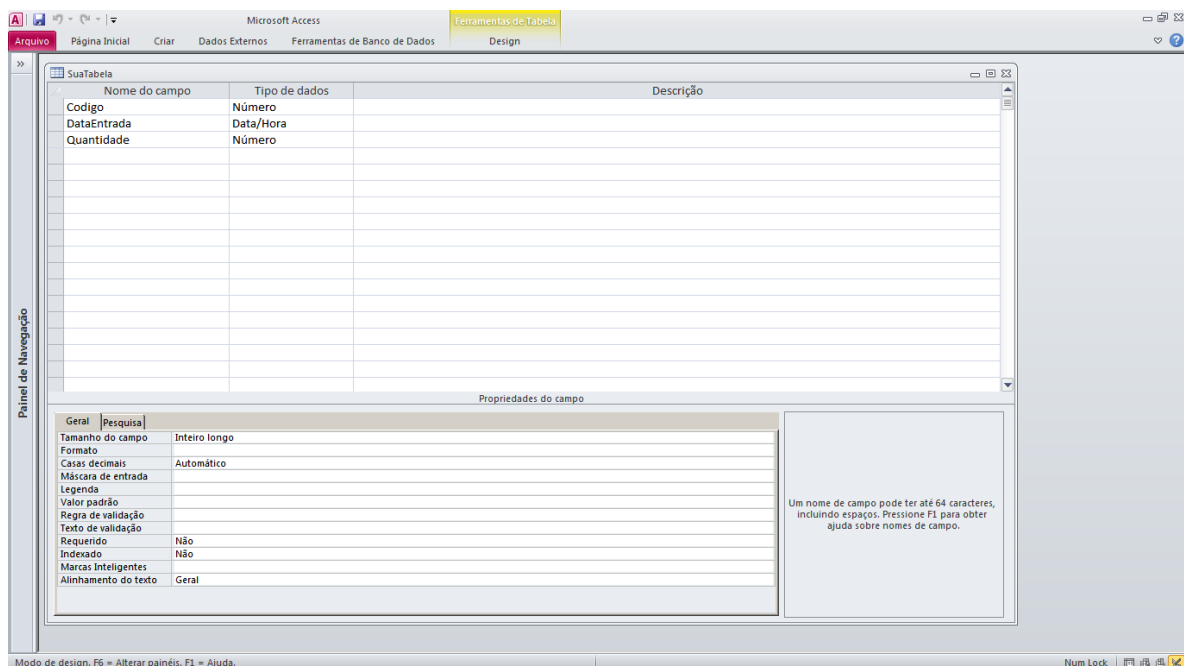 Microsoft Access
Ferramentas de Tabela
Arquivo Página Inicial Criar Dados Externos Ferramentas de Banco de Dados Design
SuaTabela
Nome do campo Tipo de dados Descrição
Codigo Número
DataEntrada Data/Hora
Quantidade Número
Painel de Navegação
Propriedades do campo
Geral Pesquisa
Tamanho do campo Inteiro longo
Formato
Casas decimais Automático
Máscara de entrada
Legenda
Valor padrão
Regra de validação
Texto de validação
Requerido Não
Indexado Não
Marcas Inteligentes
Alinhamento do texto Geral
Um nome de campo pode ter até 64 caracteres,
incluindo espaços. Pressione F1 para obter
ajuda sobre nomes de campo.
Modo de design. F6 = Alterar painéis. F1 = Ajuda. Num Lock